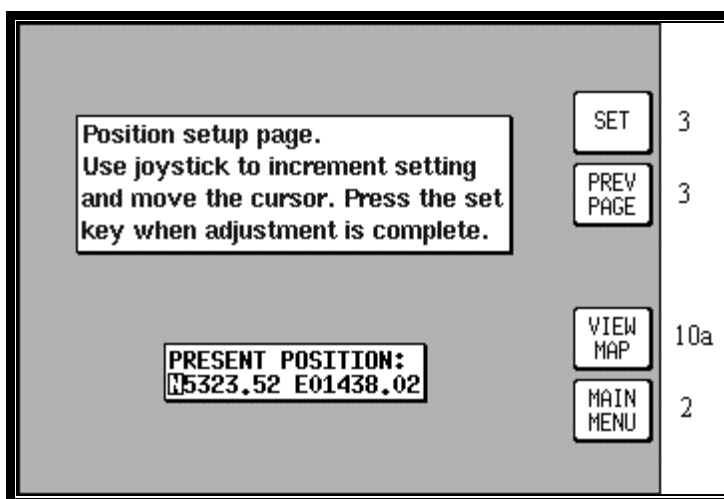 Position setup page.
Use joystick to increment setting
and move the cursor. Press the set
key when adjustment is complete.
PRESENT POSITION:
N5323.52 E01438.02
SET
3
PREV
PAGE
3
VIEW
MAP
10a
MAIN
MENU
2